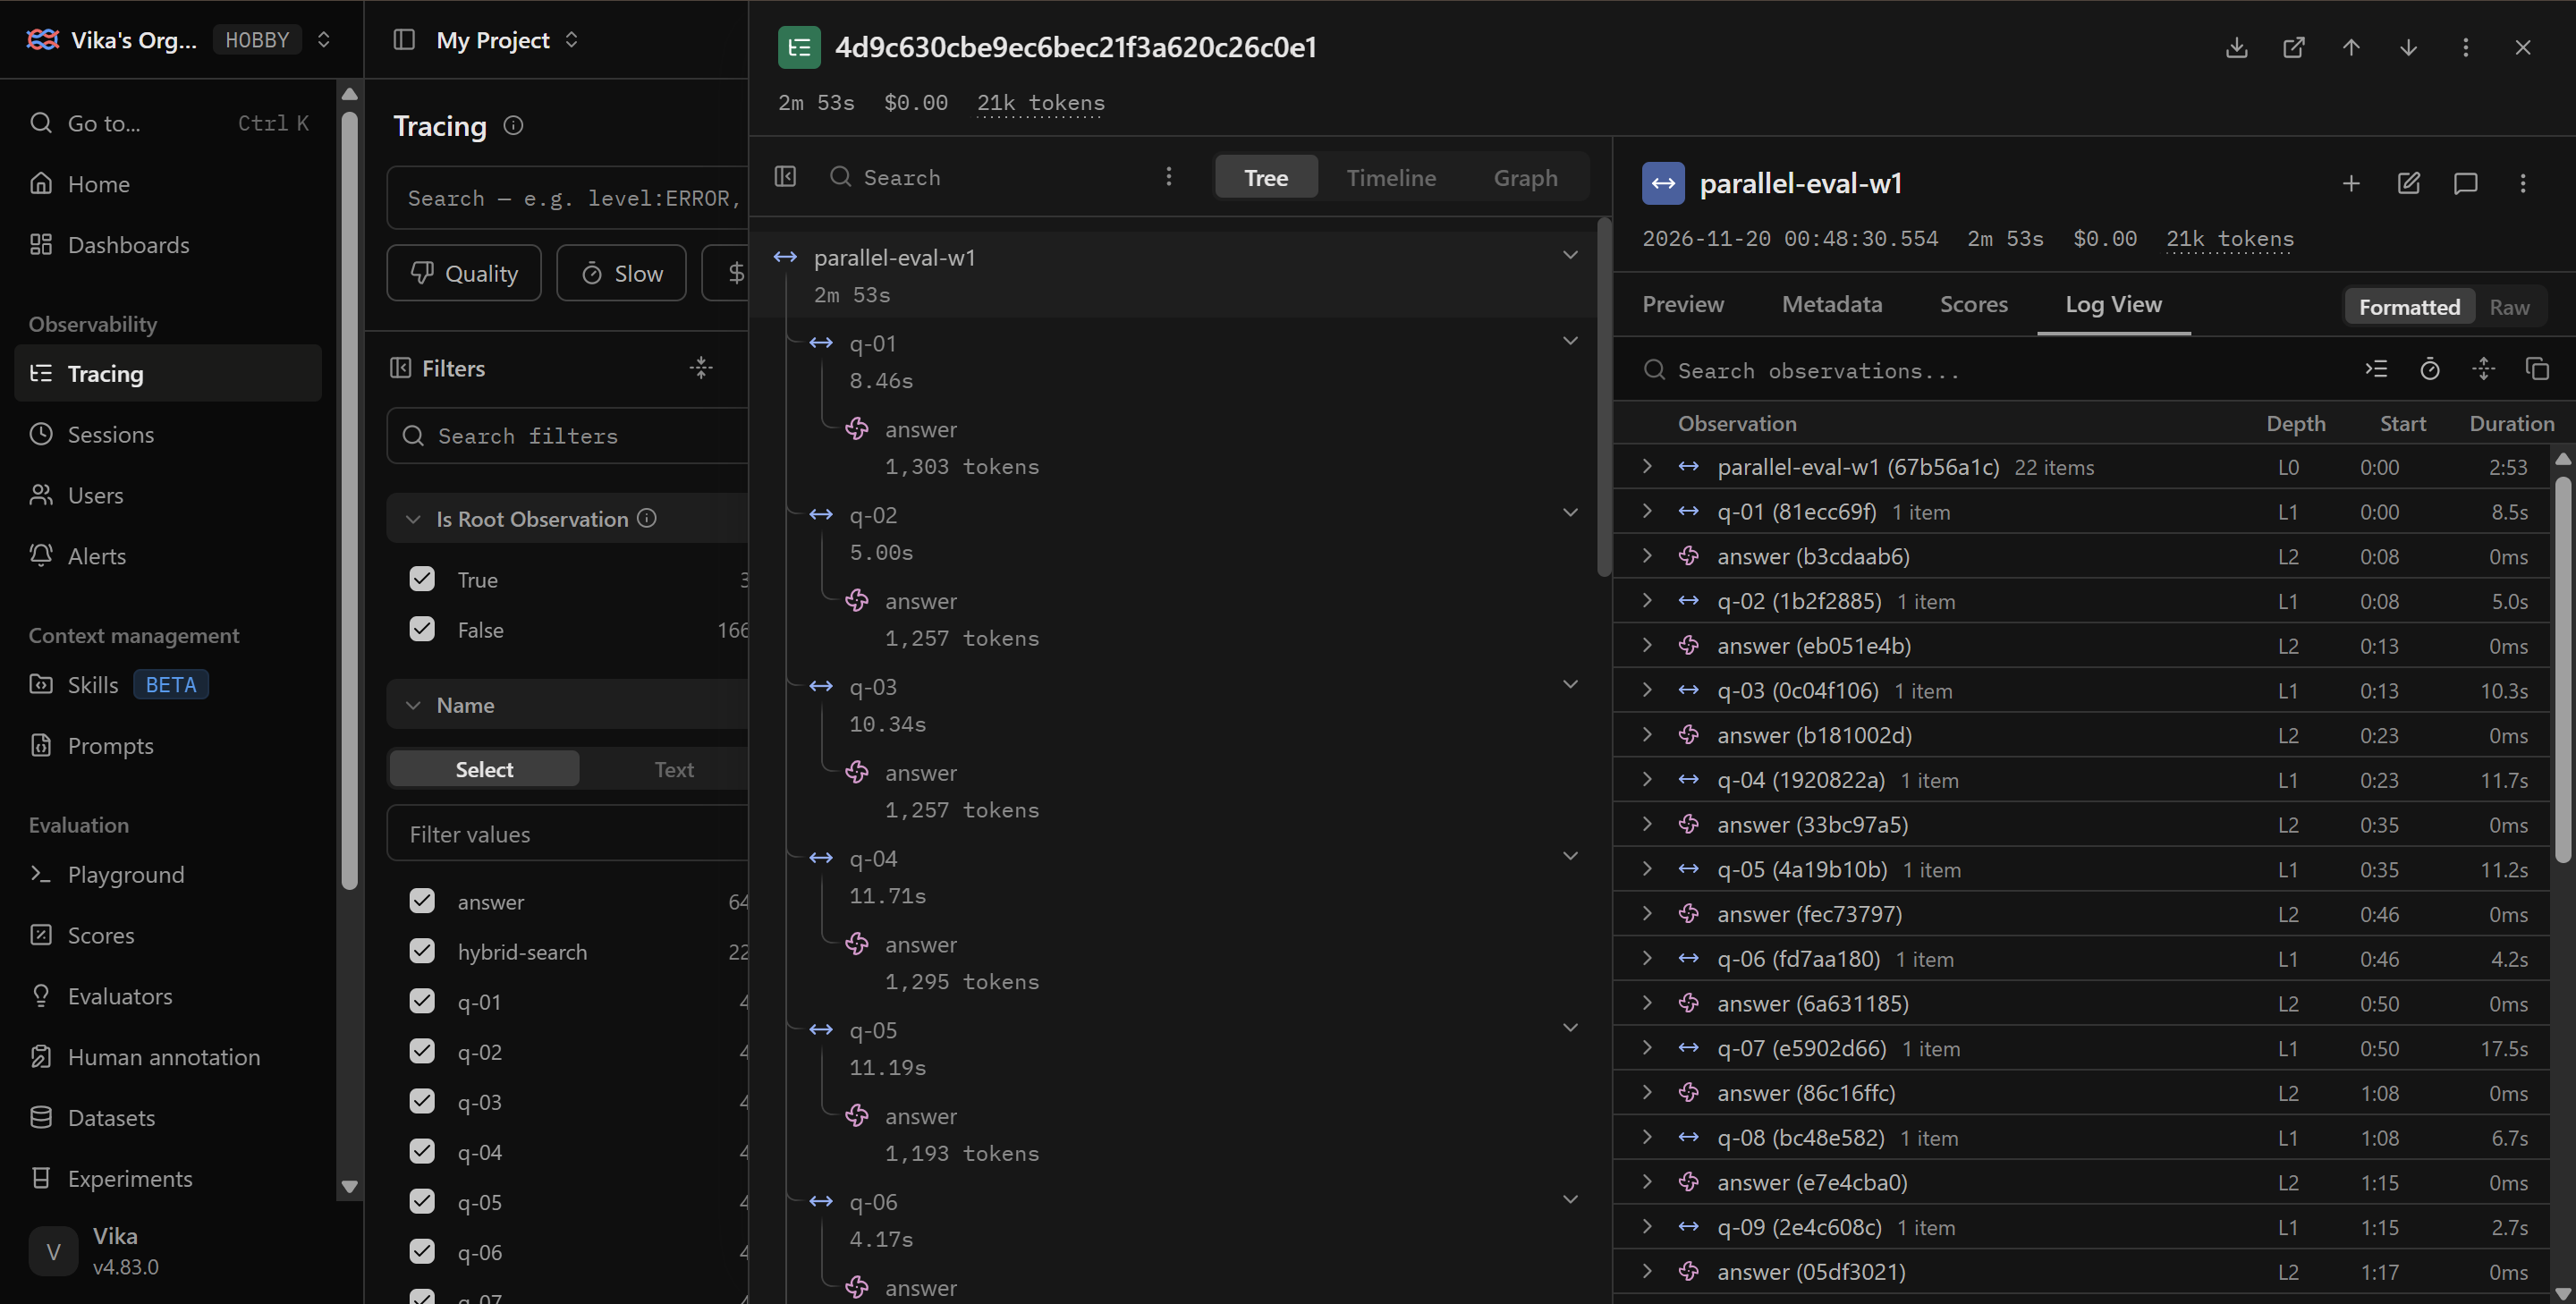 Vika's Org...
HOBBY
Go to...
Ctrl K
Home
Dashboards
Observability
Tracing
Sessions
Users
Alerts
Context management
Skills
BETA
Prompts
Evaluation
Playground
Scores
Evaluators
Human annotation
Datasets
Experiments
V
Vika
v4.83.0
My Project
Tracing
Search — e.g. level:ERROR,
Quality
Slow
$
Filters
Search filters
Is Root Observation
True 3
False 166
Name
Select
Text
Filter values
answer 64
hybrid-search 22
q-01 4
q-02 4
q-03 4
q-04 4
q-05 4
q-06 4
q-07 4
4d9c630cbe9ec6bec21f3a620c26c0e1
2m 53s $0.00 21k tokens
Search
Tree
Timeline
Graph
parallel-eval-w1
2m 53s
q-01
8.46s
answer
1,303 tokens
q-02
5.00s
answer
1,257 tokens
q-03
10.34s
answer
1,257 tokens
q-04
11.71s
answer
1,295 tokens
q-05
11.19s
answer
1,193 tokens
q-06
4.17s
answer
parallel-eval-w1
2026-11-20 00:48:30.554 2m 53s $0.00 21k tokens
Preview
Metadata
Scores
Log View
Formatted
Raw
Search observations...
Observation Depth Start Duration
parallel-eval-w1 (67b56a1c) 22 items L0 0:00 2:53
q-01 (81ecc69f) 1 item L1 0:00 8.5s
answer (b3cdaab6) L2 0:08 0ms
q-02 (1b2f2885) 1 item L1 0:08 5.0s
answer (eb051e4b) L2 0:13 0ms
q-03 (0c04f106) 1 item L1 0:13 10.3s
answer (b181002d) L2 0:23 0ms
q-04 (1920822a) 1 item L1 0:23 11.7s
answer (33bc97a5) L2 0:35 0ms
q-05 (4a19b10b) 1 item L1 0:35 11.2s
answer (fec73797) L2 0:46 0ms
q-06 (fd7aa180) 1 item L1 0:46 4.2s
answer (6a631185) L2 0:50 0ms
q-07 (e5902d66) 1 item L1 0:50 17.5s
answer (86c16ffc) L2 1:08 0ms
q-08 (bc48e582) 1 item L1 1:08 6.7s
answer (e7e4cba0) L2 1:15 0ms
q-09 (2e4c608c) 1 item L1 1:15 2.7s
answer (05df3021) L2 1:17 0ms